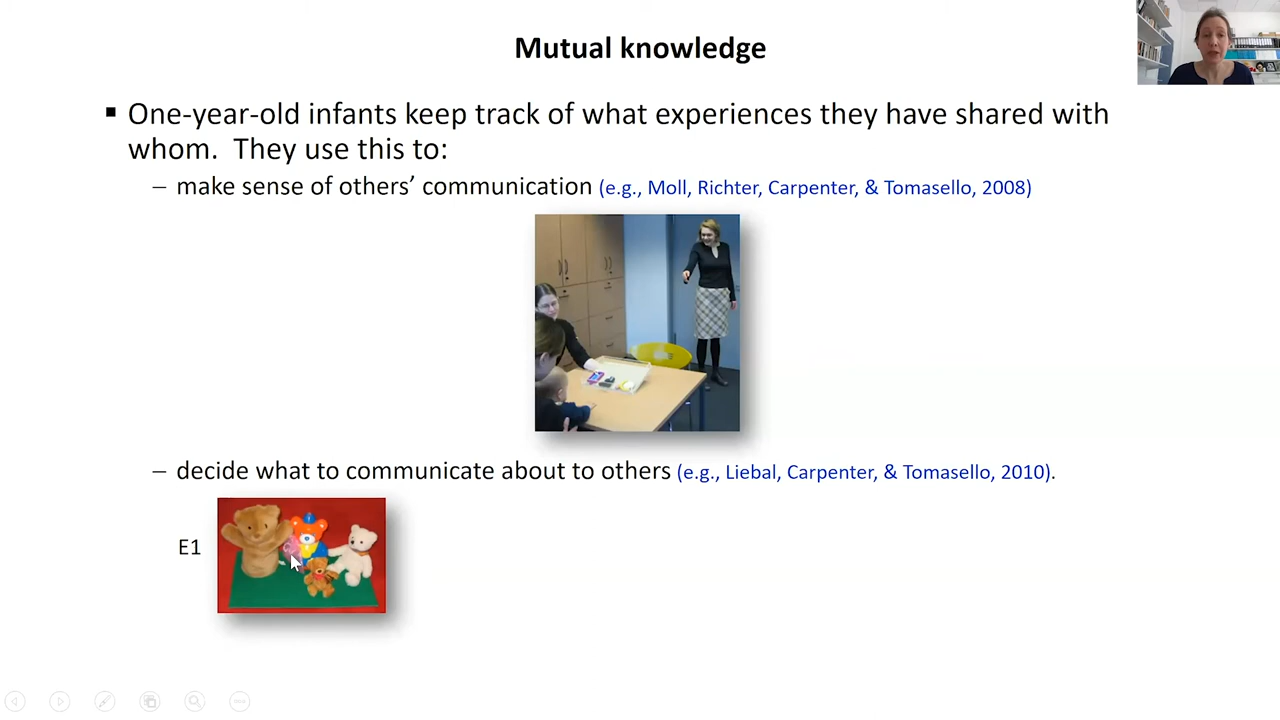 Mutual knowledge
▪ One-year-old infants keep track of what experiences they have shared with
whom. They use this to:
– make sense of others’ communication (e.g., Moll, Richter, Carpenter, & Tomasello, 2008)
– decide what to communicate about to others (e.g., Liebal, Carpenter, & Tomasello, 2010).
E1